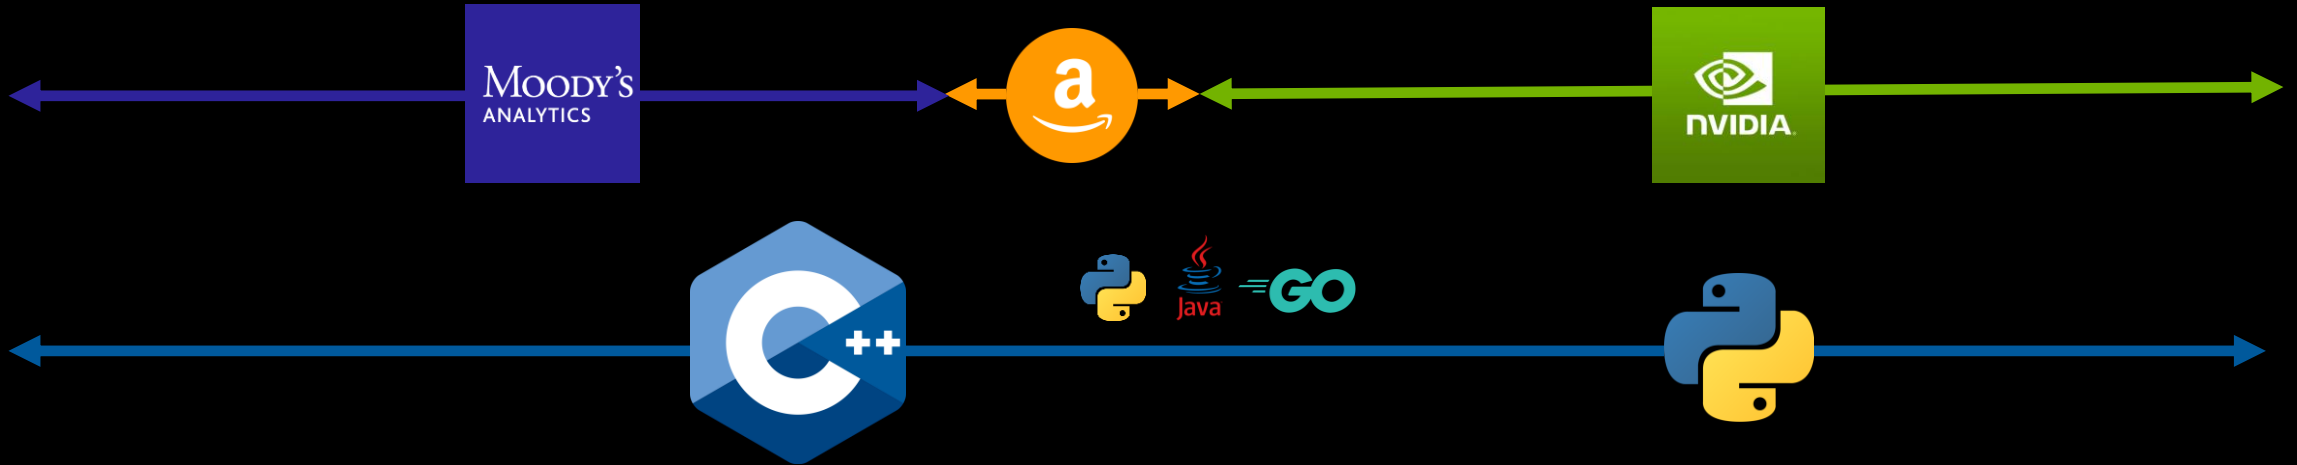 MOODY'S
ANALYTICS
a
NVIDIA
C++
Java
GO